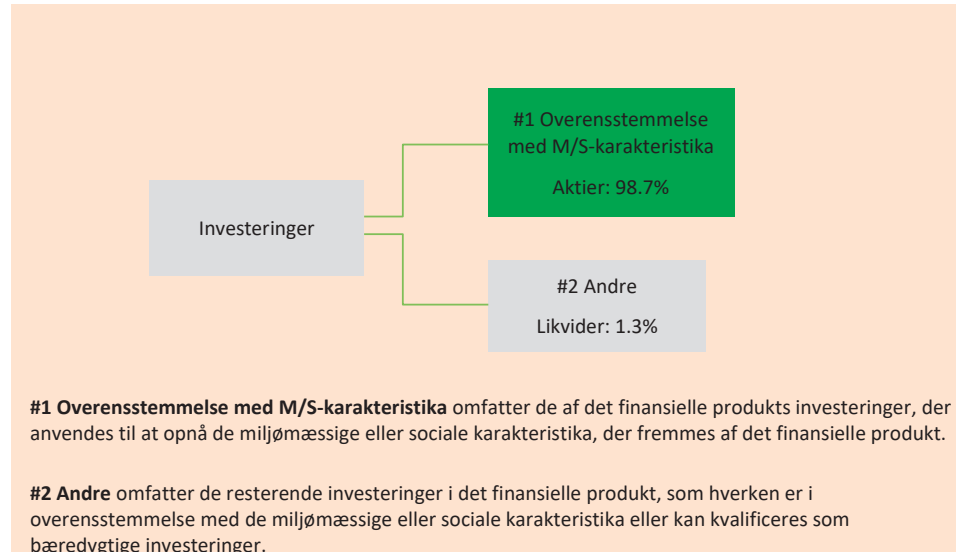 #1 Overensstemmelse
med M/S-karakteristika
Aktier: 98.7%
Investeringer
#2 Andre
Likvider: 1.3%
#1 Overensstemmelse med M/S-karakteristika omfatter de af det finansielle produkts investeringer, der
anvendes til at opnå de miljømæssige eller sociale karakteristika, der fremmes af det finansielle produkt.
#2 Andre omfatter de resterende investeringer i det finansielle produkt, som hverken er i
overensstemmelse med de miljømæssige eller sociale karakteristika eller kan kvalificeres som
bæredygtige investeringer.